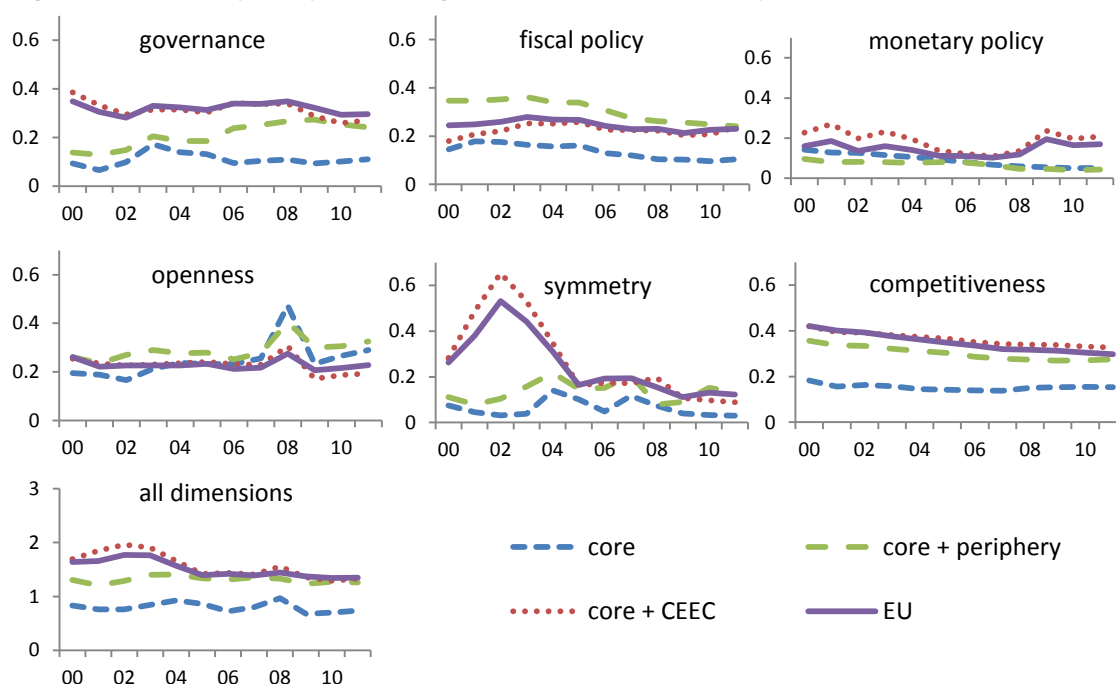 governance
0.6
0.4
0.2
0
00 02 04 06 08 10
fiscal policy
0.6
0.4
0.2
0
00 02 04 06 08 10
monetary policy
0.6
0.4
0.2
0
00 02 04 06 08 10
openness
0.6
0.4
0.2
0
00 02 04 06 08 10
symmetry
0.6
0.4
0.2
0
00 02 04 06 08 10
competitiveness
0.6
0.4
0.2
0
00 02 04 06 08 10
all dimensions
3
2
1
0
00 02 04 06 08 10
core
core + periphery
core + CEEC
EU